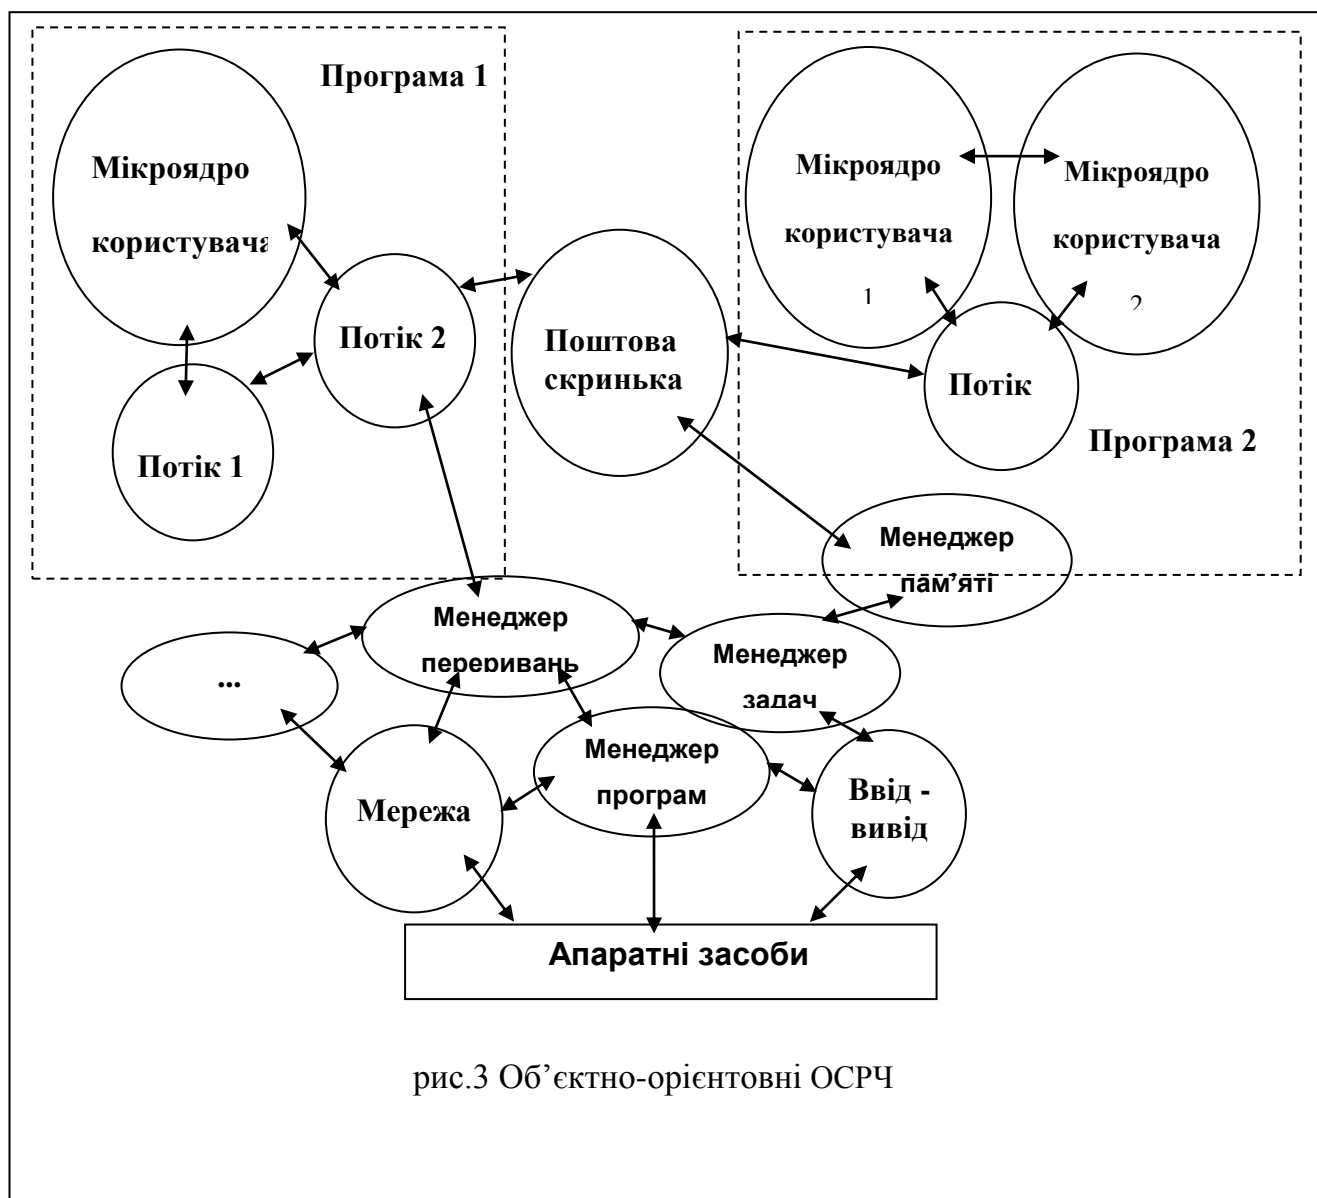 Програма 1
Мікроядро
користувача
Потік 2
Потік 1
Поштова
скринька
Мікроядро
користувача
1
Мікроядро
користувача
2
Потік
Програма 2
Менеджер
пам’яті
Менеджер
переривань
Менеджер
задач
...
Менеджер
програм
Мережа
Ввід -
вивід
Апаратні засоби
рис.3 Об’єктно-орієнтовні ОСРЧ